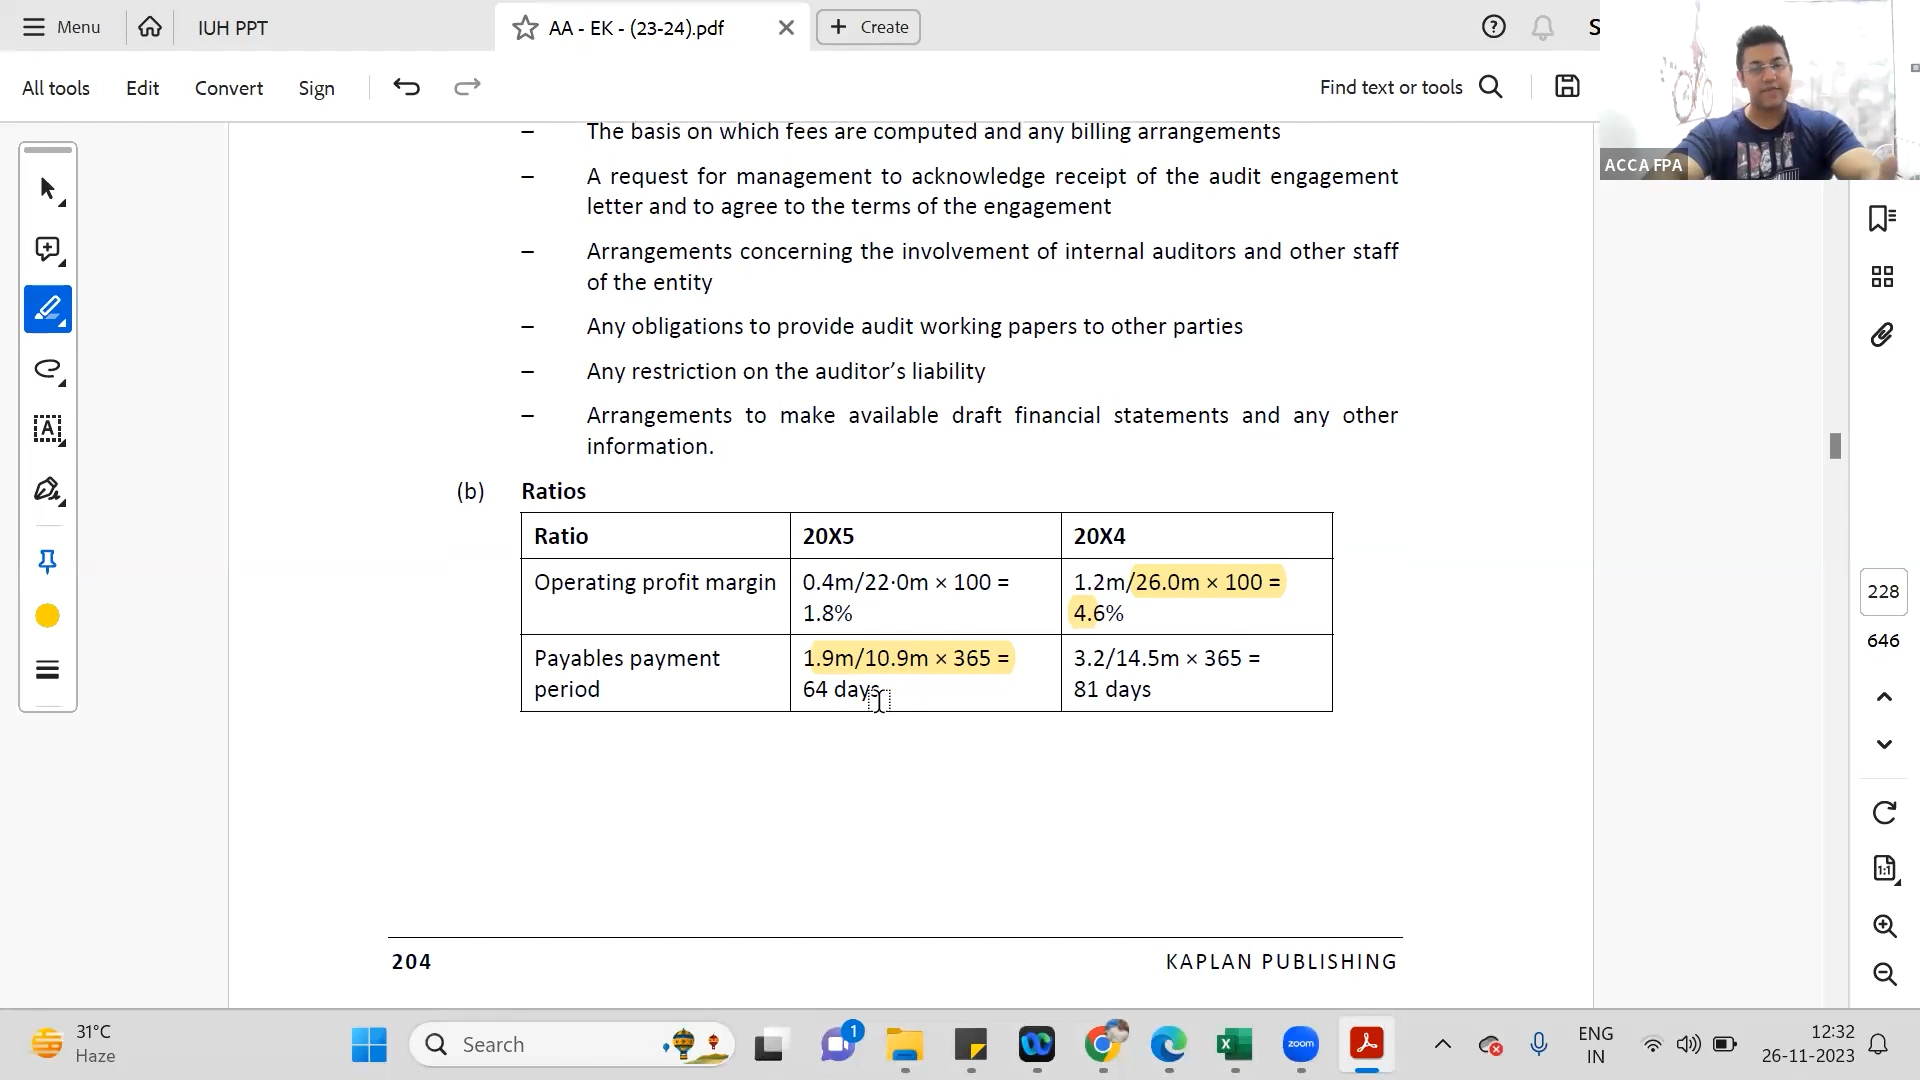 Menu
IUH PPT
AA - EK - (23-24).pdf
Create
S
All tools
Edit
Convert
Sign
Find text or tools
ACCA FPA
– The basis on which fees are computed and any billing arrangements
– A request for management to acknowledge receipt of the audit engagement
letter and to agree to the terms of the engagement
– Arrangements concerning the involvement of internal auditors and other staff
of the entity
– Any obligations to provide audit working papers to other parties
– Any restriction on the auditor’s liability
– Arrangements to make available draft financial statements and any other
information.
(b) Ratios
Ratio 20X5 20X4
Operating profit margin 0.4m/22·0m × 100 = 1.2m/26.0m × 100 =
1.8% 4.6%
Payables payment 1.9m/10.9m × 365 = 3.2/14.5m × 365 =
period 64 days 81 days
228
646
1:1
204 KAPLAN PUBLISHING
31°C
Haze
Search
1
zoom
ENG
IN
12:32
26-11-2023